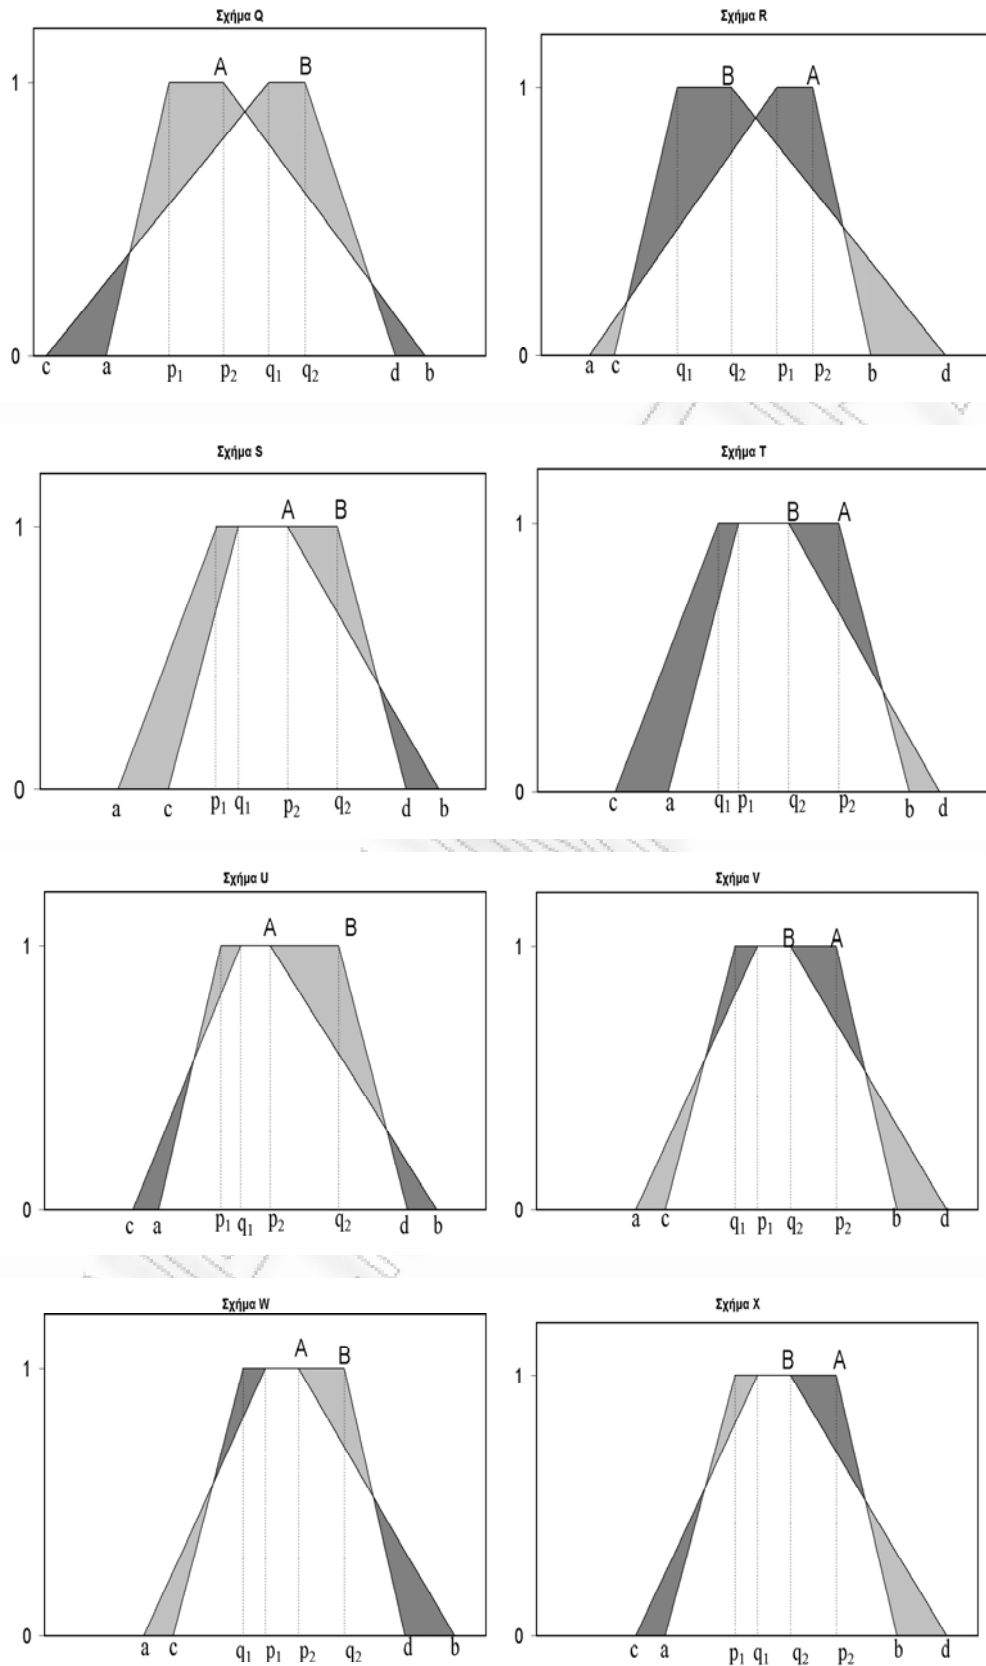 Σχήμα Q
A B
1
0
c a p₁ p₂ q₁ q₂ d b
Σχήμα R
B A
1
0
a c q₁ q₂ p₁ p₂ b d
Σχήμα S
A B
1
0
a c p₁ q₁ p₂ q₂ d b
Σχήμα T
B A
1
0
c a q₁ p₁ q₂ p₂ b d
Σχήμα U
A B
1
0
c a p₁ q₁ p₂ q₂ d b
Σχήμα V
B A
1
0
a c q₁ p₁ q₂ p₂ b d
Σχήμα W
A B
1
0
a c q₁ p₁ p₂ q₂ d b
Σχήμα X
B A
1
0
c a p₁ q₁ q₂ p₂ b d